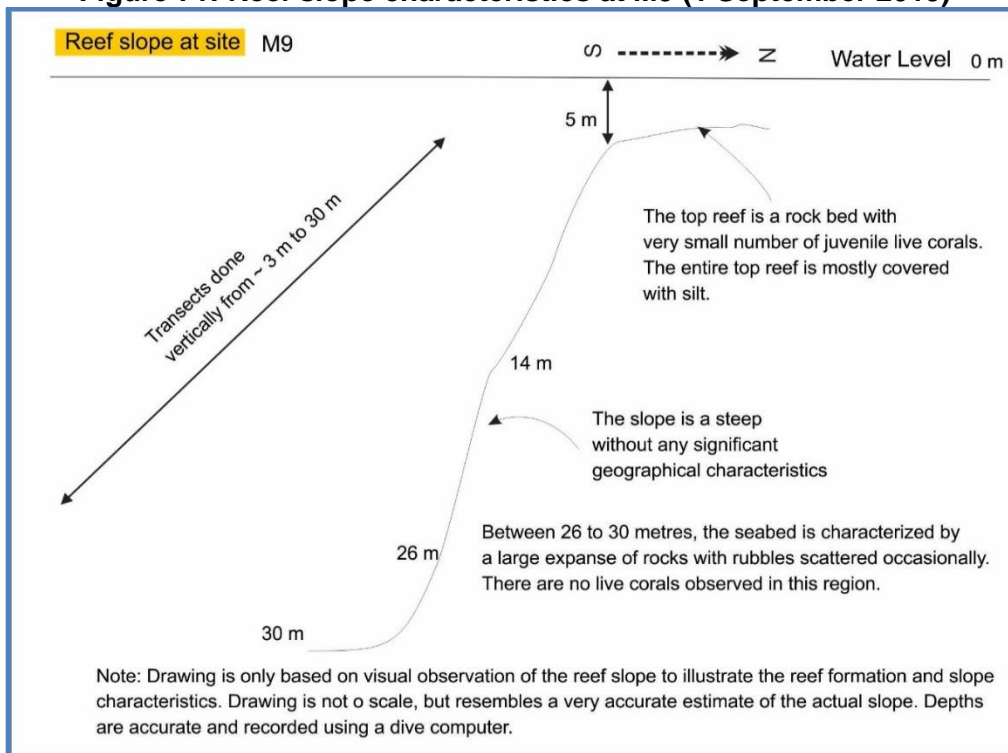 Reef slope at site M9
S N
Water Level 0 m
5 m
Transects done
vertically from ~ 3 m to 30 m
The top reef is a rock bed with
very small number of juvenile live corals.
The entire top reef is mostly covered
with silt.
14 m
The slope is a steep
without any significant
geographical characteristics
Between 26 to 30 metres, the seabed is characterized by
a large expanse of rocks with rubbles scattered occasionally.
There are no live corals observed in this region.
26 m
30 m
Note: Drawing is only based on visual observation of the reef slope to illustrate the reef formation and slope
characteristics. Drawing is not o scale, but resembles a very accurate estimate of the actual slope. Depths
are accurate and recorded using a dive computer.